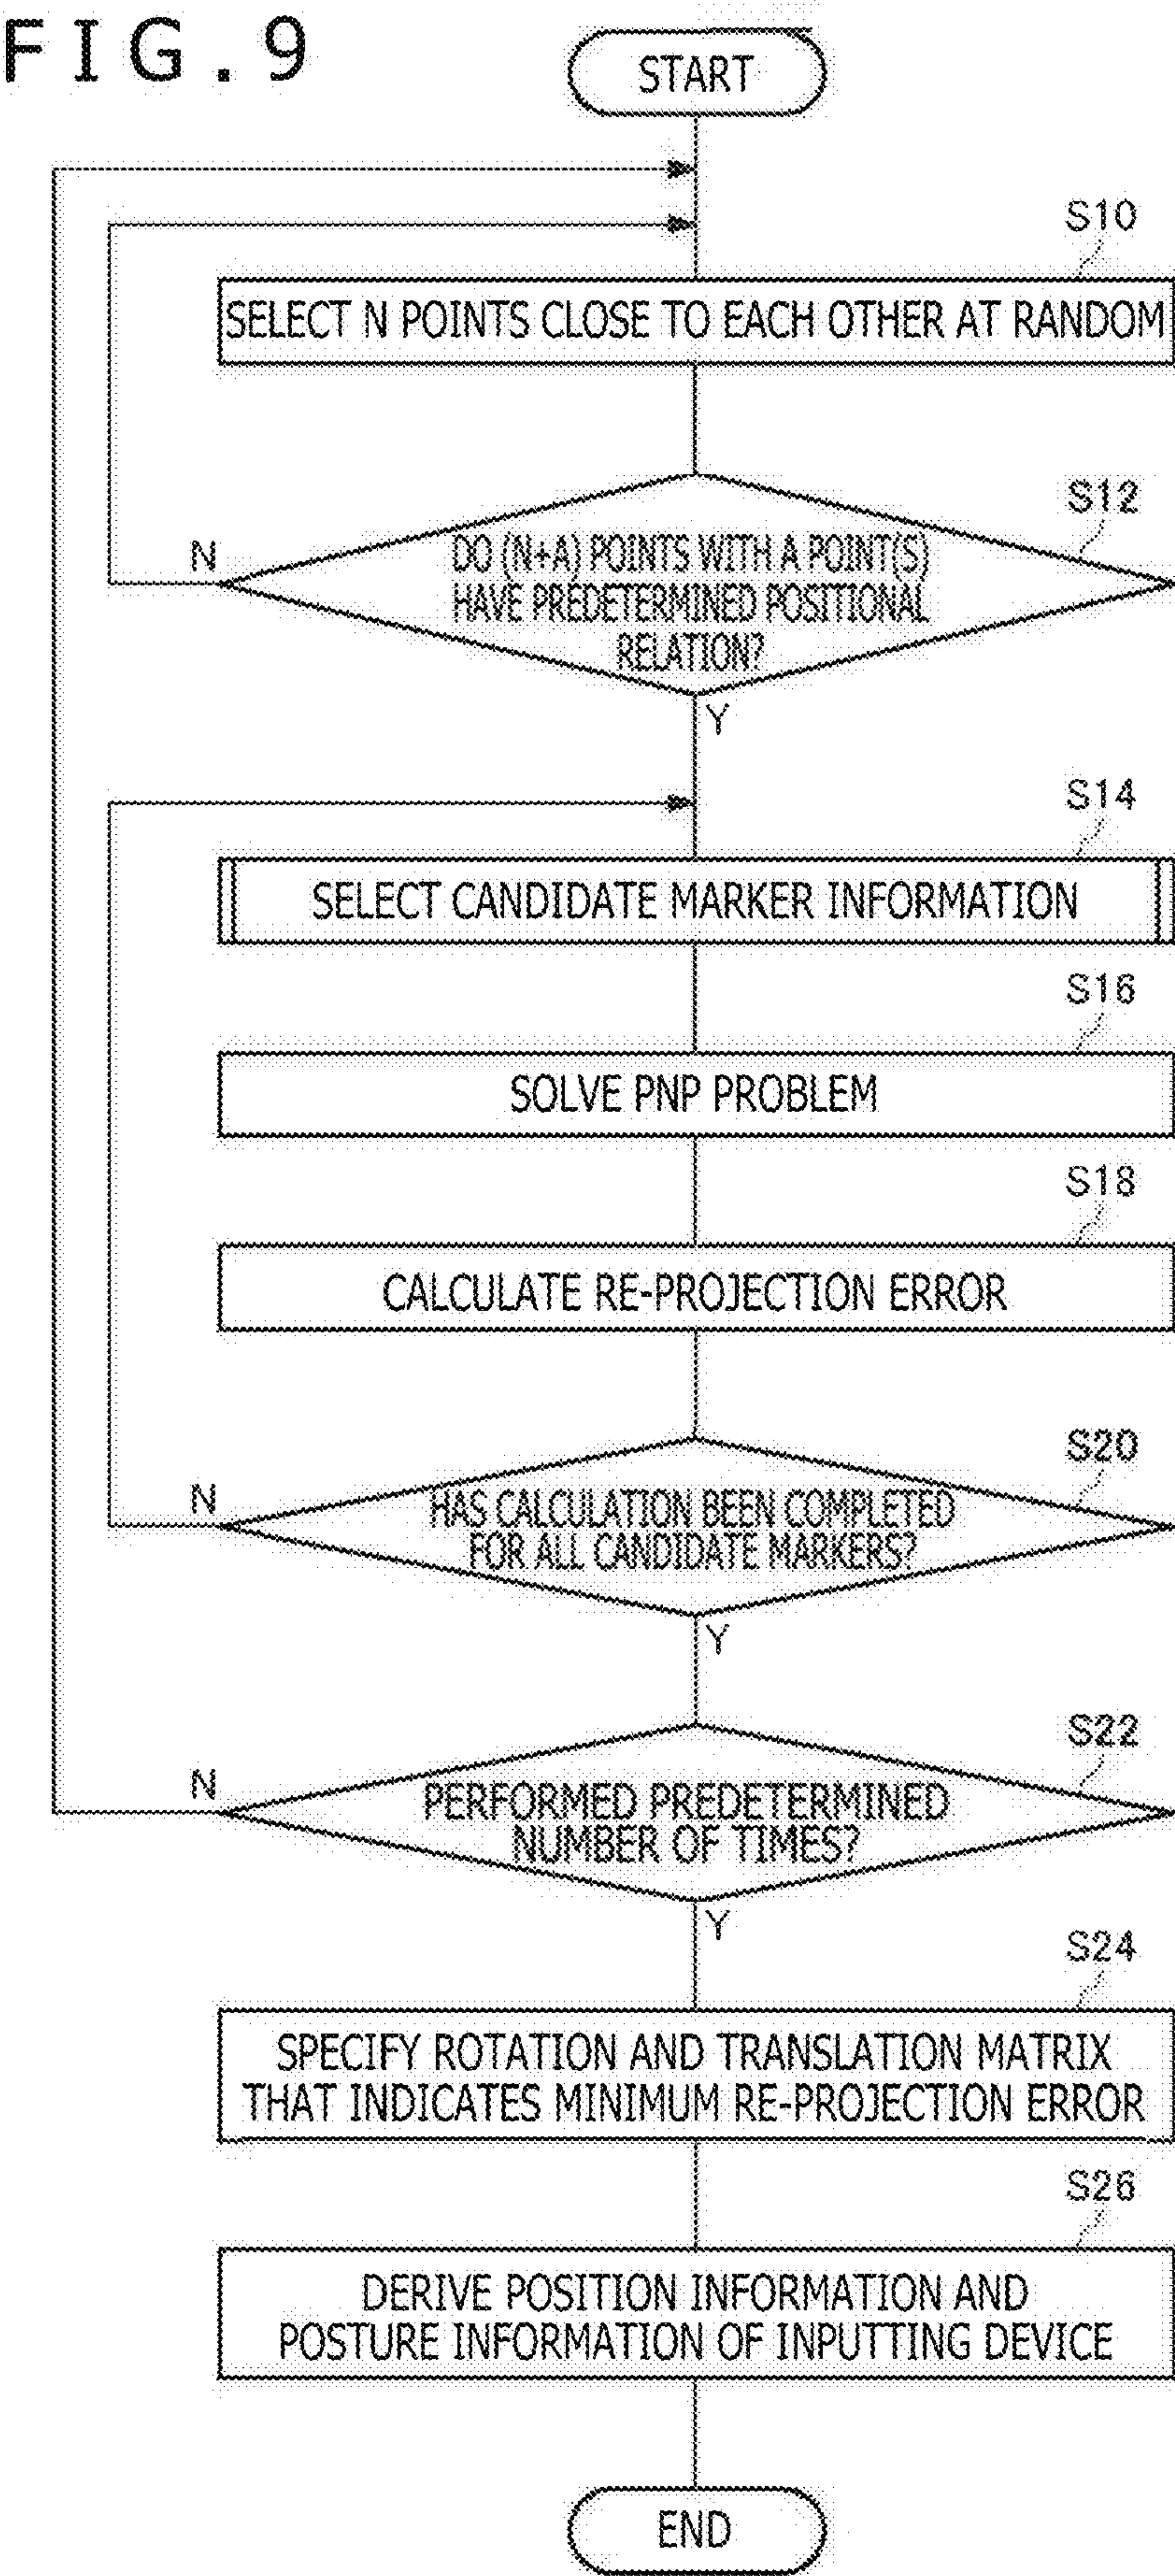 FIG.9
START
S10
SELECT N POINTS CLOSE TO EACH OTHER AT RANDOM
S12
DO (N+A) POINTS WITH A POINT(S)
HAVE PREDETERMINED POSITIONAL
RELATION?
N
Y
S14
SELECT CANDIDATE MARKER INFORMATION
S16
SOLVE PNP PROBLEM
S18
CALCULATE RE-PROJECTION ERROR
S20
HAS CALCULATION BEEN COMPLETED
FOR ALL CANDIDATE MARKERS?
N
Y
S22
PERFORMED PREDETERMINED
NUMBER OF TIMES?
N
Y
S24
SPECIFY ROTATION AND TRANSLATION MATRIX
THAT INDICATES MINIMUM RE-PROJECTION ERROR
S26
DERIVE POSITION INFORMATION AND
POSTURE INFORMATION OF INPUTTING DEVICE
END